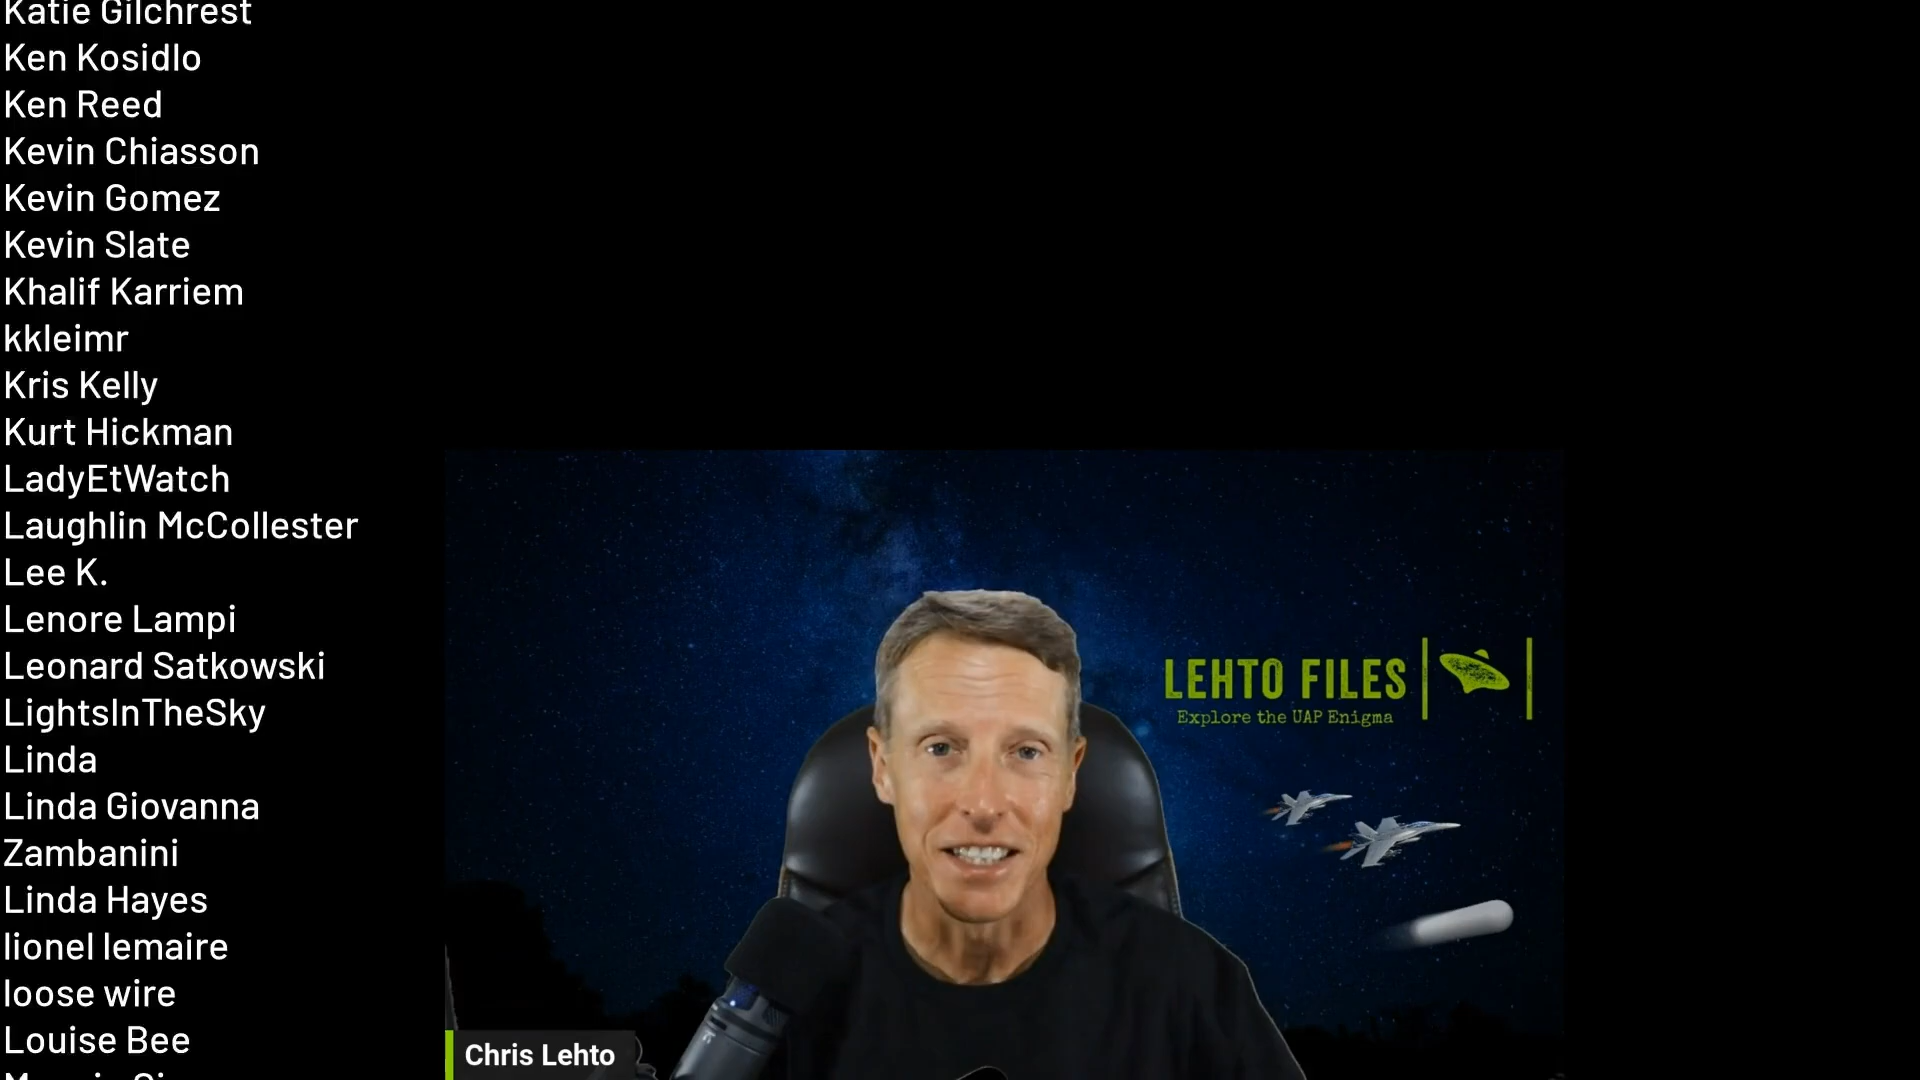 Katie Gilchrest
Ken Kosidlo
Ken Reed
Kevin Chiasson
Kevin Gomez
Kevin Slate
Khalif Karriem
kkleimr
Kris Kelly
Kurt Hickman
LadyEtWatch
Laughlin McCollester
Lee K.
Lenore Lampi
Leonard Satkowski
LightsInTheSky
Linda
Linda Giovanna
Zambanini
Linda Hayes
lionel lemaire
loose wire
Louise Bee
LEHTO FILES
Explore the UAP Enigma
Chris Lehto